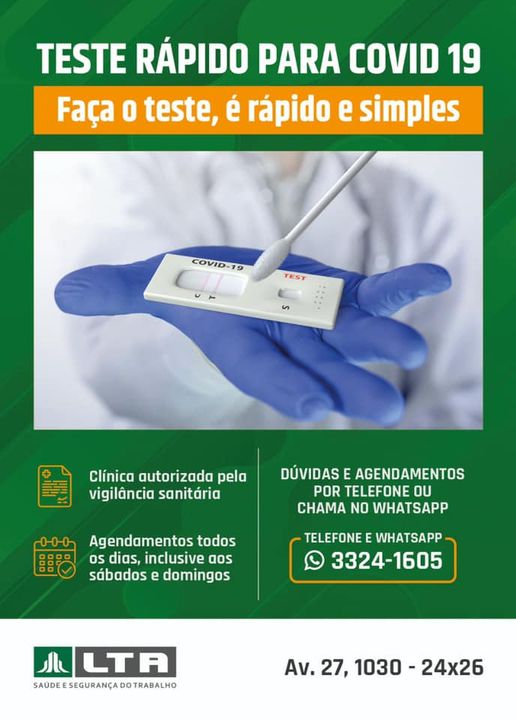 TESTE RÁPIDO PARA COVID 19
Faça o teste, é rápido e simples
COVID-19
TEST
C T
S
Clínica autorizada pela
vigilância sanitária
Agendamentos todos
os dias, inclusive aos
sábados e domingos
DÚVIDAS E AGENDAMENTOS
POR TELEFONE OU
CHAMA NO WHATSAPP
TELEFONE E WHATSAPP
3324-1605
LTA
SAÚDE E SEGURANÇA DO TRABALHO
Av. 27, 1030 - 24x26